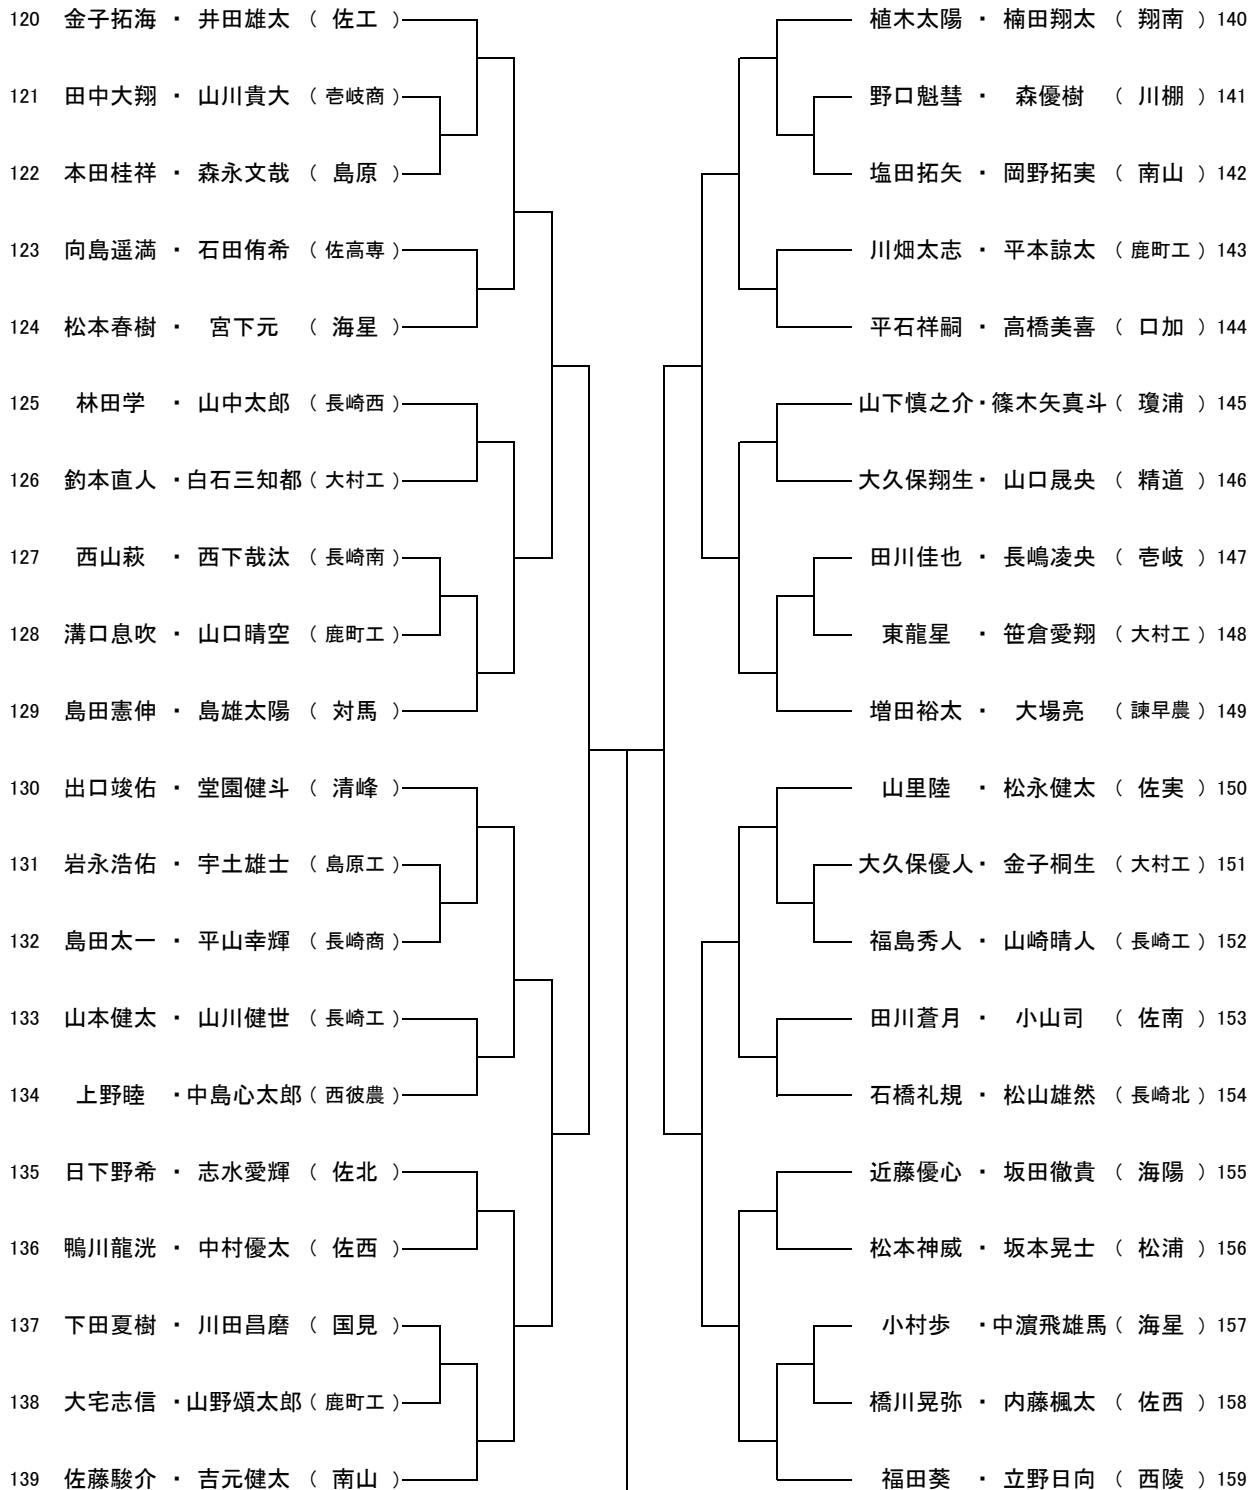 120 金子拓海 ・ 井田雄太 （ 佐工 ）
121 田中大翔 ・ 山川貴大 （ 壱岐商 ）
122 本田桂祥 ・ 森永文哉 （ 島原 ）
123 向島遥満 ・ 石田侑希 （ 佐高専 ）
124 松本春樹 ・ 宮下元 （ 海星 ）
125 林田学 ・ 山中太郎 （ 長崎西 ）
126 釣本直人 ・ 白石三知都 （ 大村工 ）
127 西山萩 ・ 西下哉汰 （ 長崎南 ）
128 溝口息吹 ・ 山口晴空 （ 鹿町工 ）
129 島田憲伸 ・ 島雄太陽 （ 対馬 ）
130 出口竣佑 ・ 堂園健斗 （ 清峰 ）
131 岩永浩佑 ・ 宇土雄士 （ 島原工 ）
132 島田太一 ・ 平山幸輝 （ 長崎商 ）
133 山本健太 ・ 山川健世 （ 長崎工 ）
134 上野睦 ・ 中島心太郎 （ 西彼農 ）
135 日下野希 ・ 志水愛輝 （ 佐北 ）
136 鴨川龍洸 ・ 中村優太 （ 佐西 ）
137 下田夏樹 ・ 川田昌磨 （ 国見 ）
138 大宅志信 ・ 山野頌太郎 （ 鹿町工 ）
139 佐藤駿介 ・ 吉元健太 （ 南山 ）
植木太陽 ・ 楠田翔太 （ 翔南 ） 140
野口魁彗 ・ 森優樹 （ 川棚 ） 141
塩田拓矢 ・ 岡野拓実 （ 南山 ） 142
川畑太志 ・ 平本諒太 （ 鹿町工 ） 143
平石祥嗣 ・ 高橋美喜 （ 口加 ） 144
山下慎之介 ・ 篠木矢真斗 （ 瓊浦 ） 145
大久保翔生 ・ 山口晟央 （ 精道 ） 146
田川佳也 ・ 長嶋凌央 （ 壱岐 ） 147
東龍星 ・ 笹倉愛翔 （ 大村工 ） 148
増田裕太 ・ 大場亮 （ 諫早農 ） 149
山里陸 ・ 松永健太 （ 佐実 ） 150
大久保優人 ・ 金子桐生 （ 大村工 ） 151
福島秀人 ・ 山崎晴人 （ 長崎工 ） 152
田川蒼月 ・ 小山司 （ 佐南 ） 153
石橋礼規 ・ 松山雄然 （ 長崎北 ） 154
近藤優心 ・ 坂田徹貴 （ 海陽 ） 155
松本神威 ・ 坂本晃士 （ 松浦 ） 156
小村歩 ・ 中濵飛雄馬 （ 海星 ） 157
橋川晃弥 ・ 内藤楓太 （ 佐西 ） 158
福田葵 ・ 立野日向 （ 西陵 ） 159